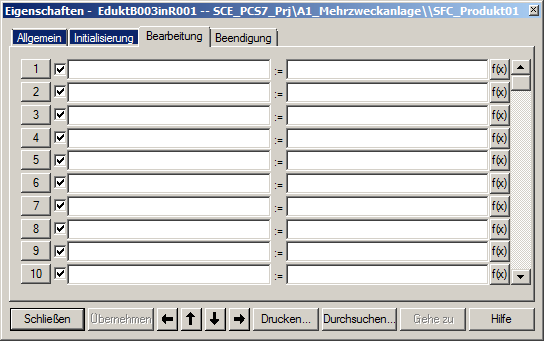 Eigenschaften - EduktB003inR001 -- SCE_PCS7_Prj\A1_Mehrzweckanlage\\SFC_Produkt01
Allgemein Initialisierung Bearbeitung Beendigung
1 := f(x)
2 := f(x)
3 := f(x)
4 := f(x)
5 := f(x)
6 := f(x)
7 := f(x)
8 := f(x)
9 := f(x)
10 := f(x)
Schließen Übernehmen Drucken... Durchsuchen... Gehe zu Hilfe